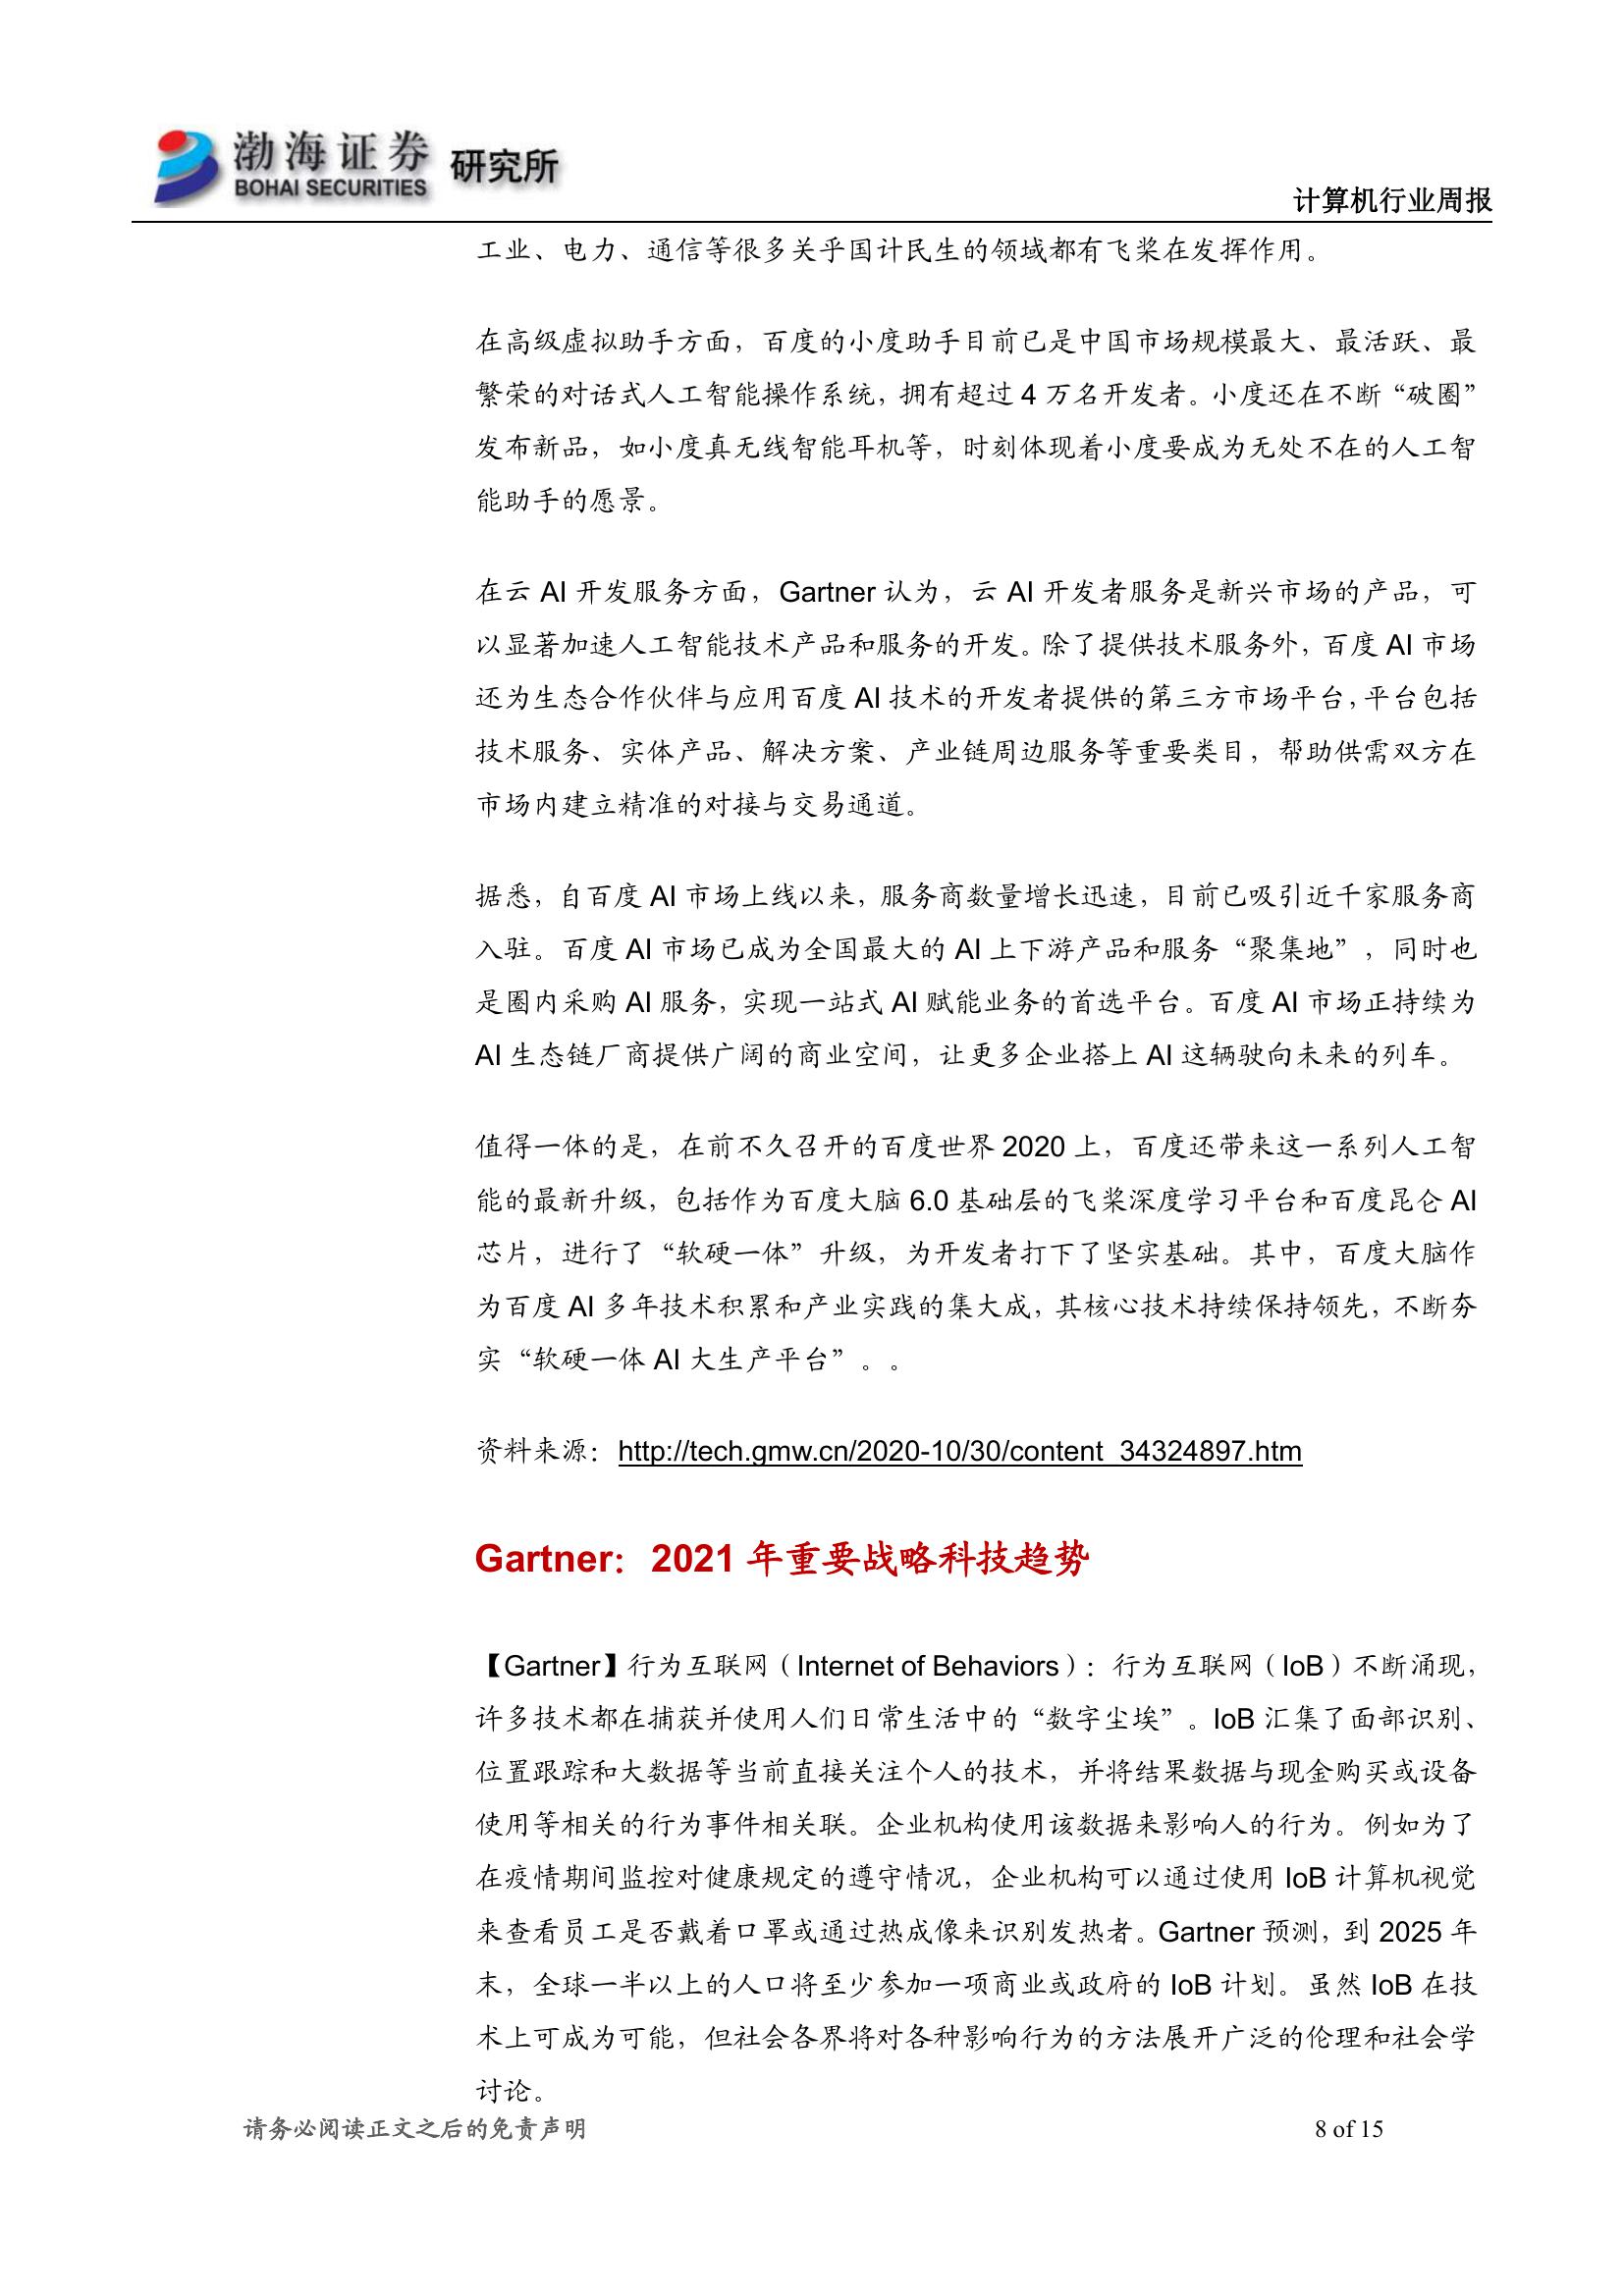 渤海证券 研究所
BOHAI SECURITIES
计算机行业周报
工业、电力、通信等很多关乎国计民生的领域都有飞桨在发挥作用。
在高级虚拟助手方面，百度的小度助手目前已是中国市场规模最大、最活跃、最
繁荣的对话式人工智能操作系统，拥有超过 4 万名开发者。小度还在不断“破圈”
发布新品，如小度真无线智能耳机等，时刻体现着小度要成为无处不在的人工智
能助手的愿景。
在云 AI 开发服务方面，Gartner 认为，云 AI 开发者服务是新兴市场的产品，可
以显著加速人工智能技术产品和服务的开发。除了提供技术服务外，百度 AI 市场
还为生态合作伙伴与应用百度 AI 技术的开发者提供的第三方市场平台，平台包括
技术服务、实体产品、解决方案、产业链周边服务等重要类目，帮助供需双方在
市场内建立精准的对接与交易通道。
据悉，自百度 AI 市场上线以来，服务商数量增长迅速，目前已吸引近千家服务商
入驻。百度 AI 市场已成为全国最大的 AI 上下游产品和服务“聚集地”，同时也
是圈内采购 AI 服务，实现一站式 AI 赋能业务的首选平台。百度 AI 市场正持续为
AI 生态链厂商提供广阔的商业空间，让更多企业搭上 AI 这辆驶向未来的列车。
值得一体的是，在前不久召开的百度世界 2020 上，百度还带来这一系列人工智
能的最新升级，包括作为百度大脑 6.0 基础层的飞桨深度学习平台和百度昆仑 AI
芯片，进行了“软硬一体”升级，为开发者打下了坚实基础。其中，百度大脑作
为百度 AI 多年技术积累和产业实践的集大成，其核心技术持续保持领先，不断夯
实“软硬一体 AI 大生产平台”。。
资料来源：http://tech.gmw.cn/2020-10/30/content_34324897.htm
Gartner：2021 年重要战略科技趋势
【Gartner】行为互联网（Internet of Behaviors）：行为互联网（IoB）不断涌现，
许多技术都在捕获并使用人们日常生活中的“数字尘埃”。IoB 汇集了面部识别、
位置跟踪和大数据等当前直接关注个人的技术，并将结果数据与现金购买或设备
使用等相关的行为事件相关联。企业机构使用该数据来影响人的行为。例如为了
在疫情期间监控对健康规定的遵守情况，企业机构可以通过使用 IoB 计算机视觉
来查看员工是否戴着口罩或通过热成像来识别发热者。Gartner 预测，到 2025 年
末，全球一半以上的人口将至少参加一项商业或政府的 IoB 计划。虽然 IoB 在技
术上可成为可能，但社会各界将对各种影响行为的方法展开广泛的伦理和社会学
讨论。
请务必阅读正文之后的免责声明
8 of 15